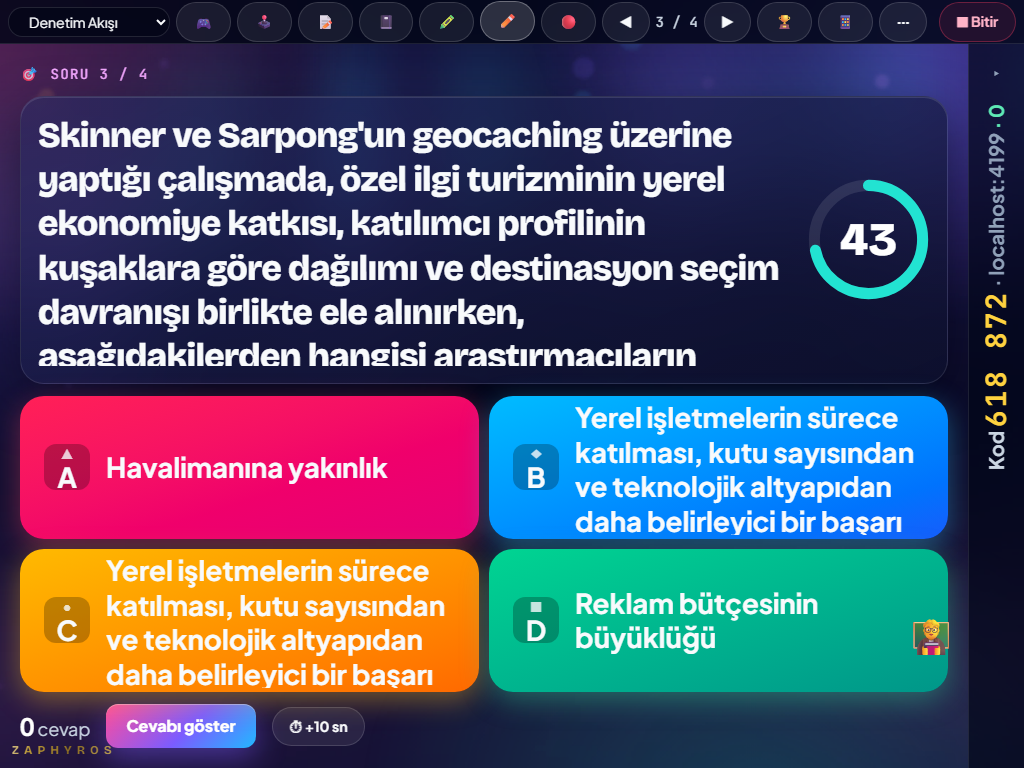 Denetim Akışı
3 / 4
Bitir
SORU 3 / 4
Skinner ve Sarpong'un geocaching üzerine
yaptığı çalışmada, özel ilgi turizminin yerel
ekonomiye katkısı, katılımcı profilinin
kuşaklara göre dağılımı ve destinasyon seçim
davranışı birlikte ele alınırken,
aşağıdakilerden hangisi araştırmacıların
43
A
Havalimanına yakınlık
B
Yerel işletmelerin sürece
katılması, kutu sayısından
ve teknolojik altyapıdan
daha belirleyici bir başarı
C
Yerel işletmelerin sürece
katılması, kutu sayısından
ve teknolojik altyapıdan
daha belirleyici bir başarı
D
Reklam bütçesinin
büyüklüğü
0 cevap
Cevabı göster
+10 sn
ZAPHYROS
Kod 618 872 · localhost:4199 · 0